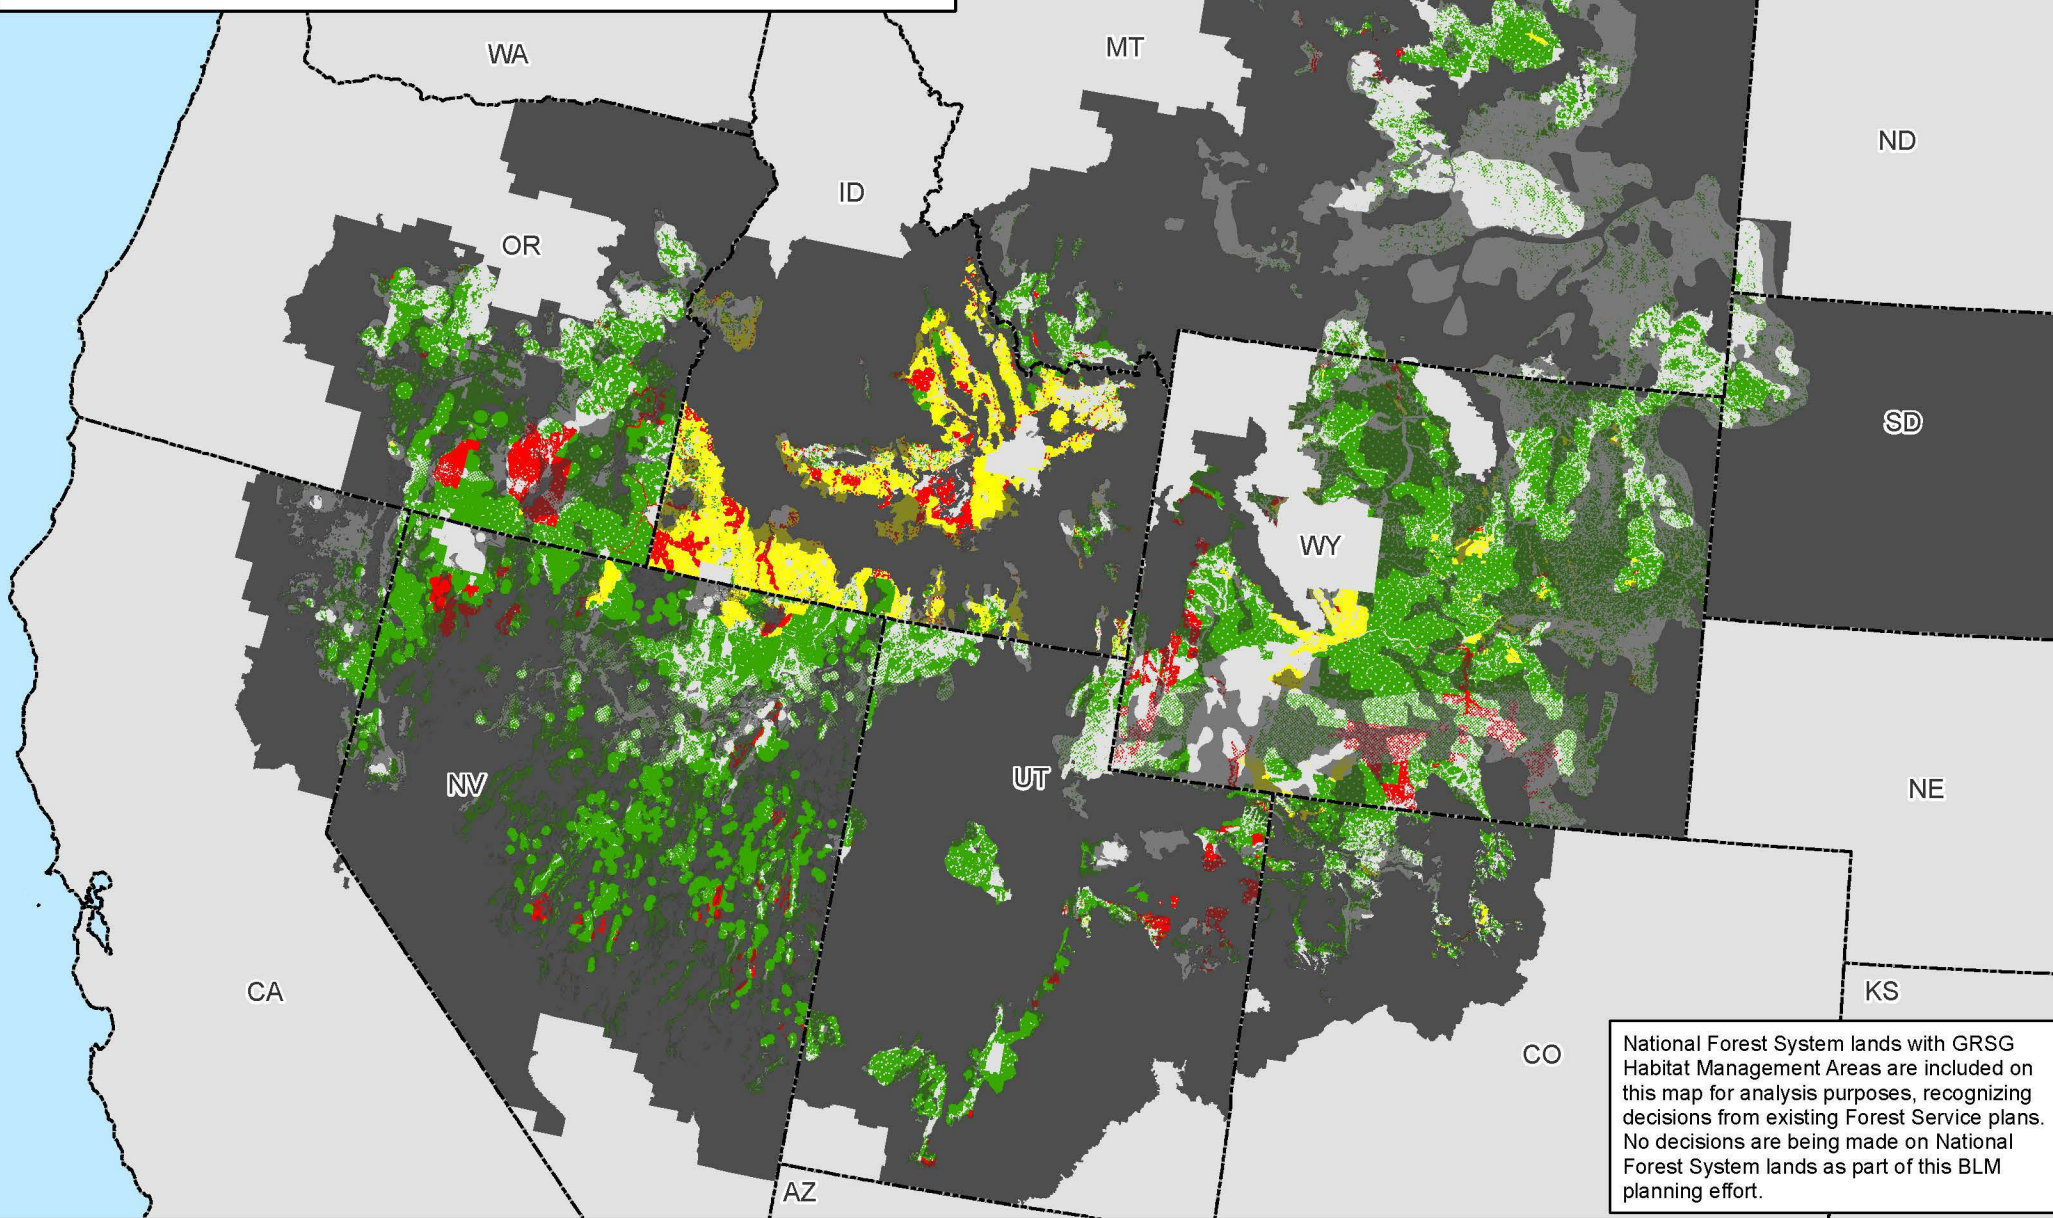 WA
MT
ND
ID
OR
SD
WY
NV
UT
NE
CA
KS
CO
AZ
National Forest System lands with GRSG
Habitat Management Areas are included on
this map for analysis purposes, recognizing
decisions from existing Forest Service plans.
No decisions are being made on National
Forest System lands as part of this BLM
planning effort.